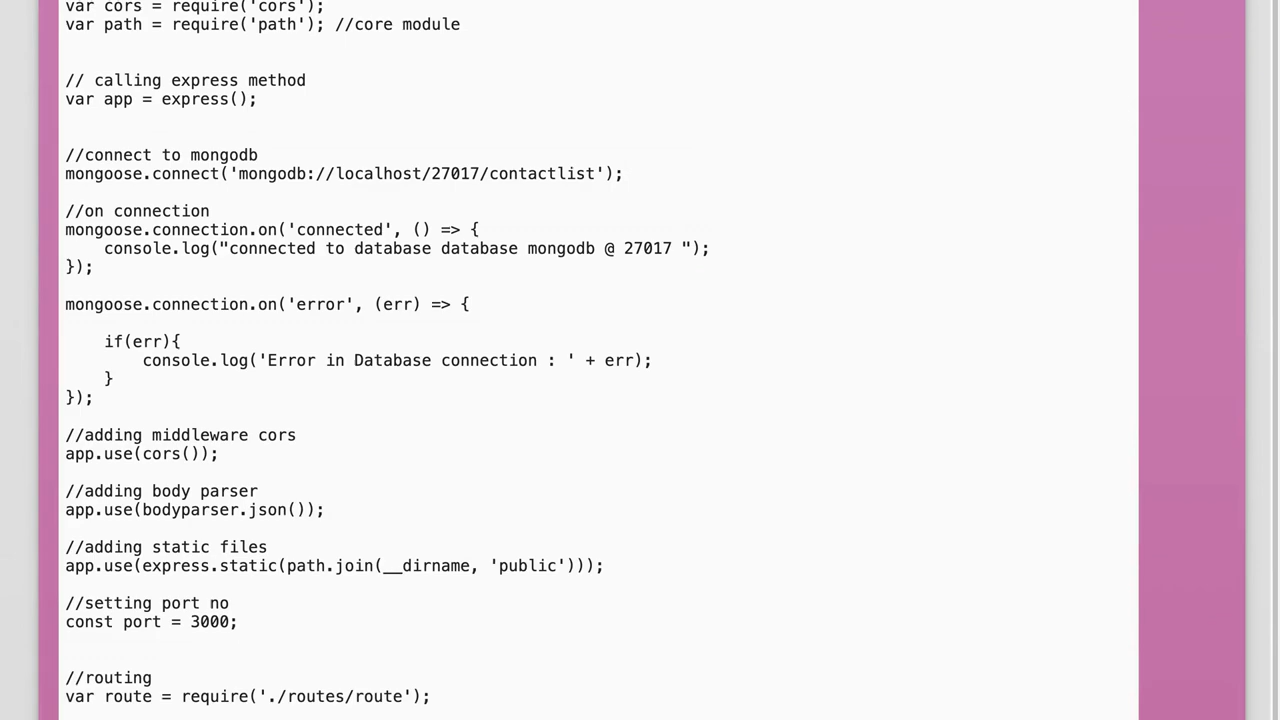 var cors = require('cors');
var path = require('path'); //core module
// calling express method
var app = express();
//connect to mongodb
mongoose.connect('mongodb://localhost/27017/contactlist');
//on connection
mongoose.connection.on('connected', () => {
    console.log("connected to database database mongodb @ 27017 ");
});
mongoose.connection.on('error', (err) => {
    if(err){
        console.log('Error in Database connection : ' + err);
    }
});
//adding middleware cors
app.use(cors());
//adding body parser
app.use(bodyparser.json());
//adding static files
app.use(express.static(path.join(__dirname, 'public')));
//setting port no
const port = 3000;
//routing
var route = require('./routes/route');